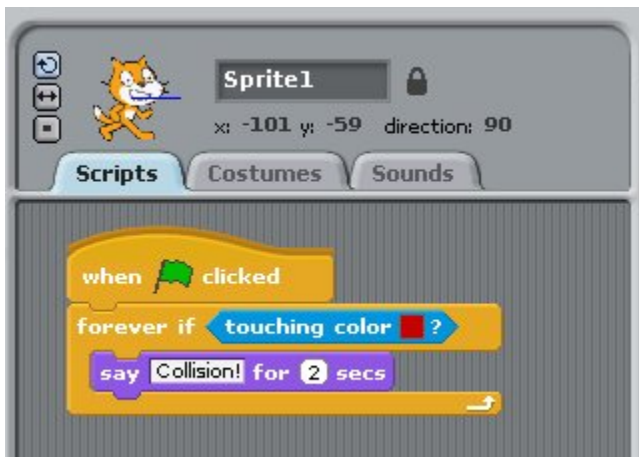 Sprite1
x: -101 y: -59 direction: 90
Scripts Costumes Sounds
when clicked
forever if touching color ?
say Collision! for 2 secs